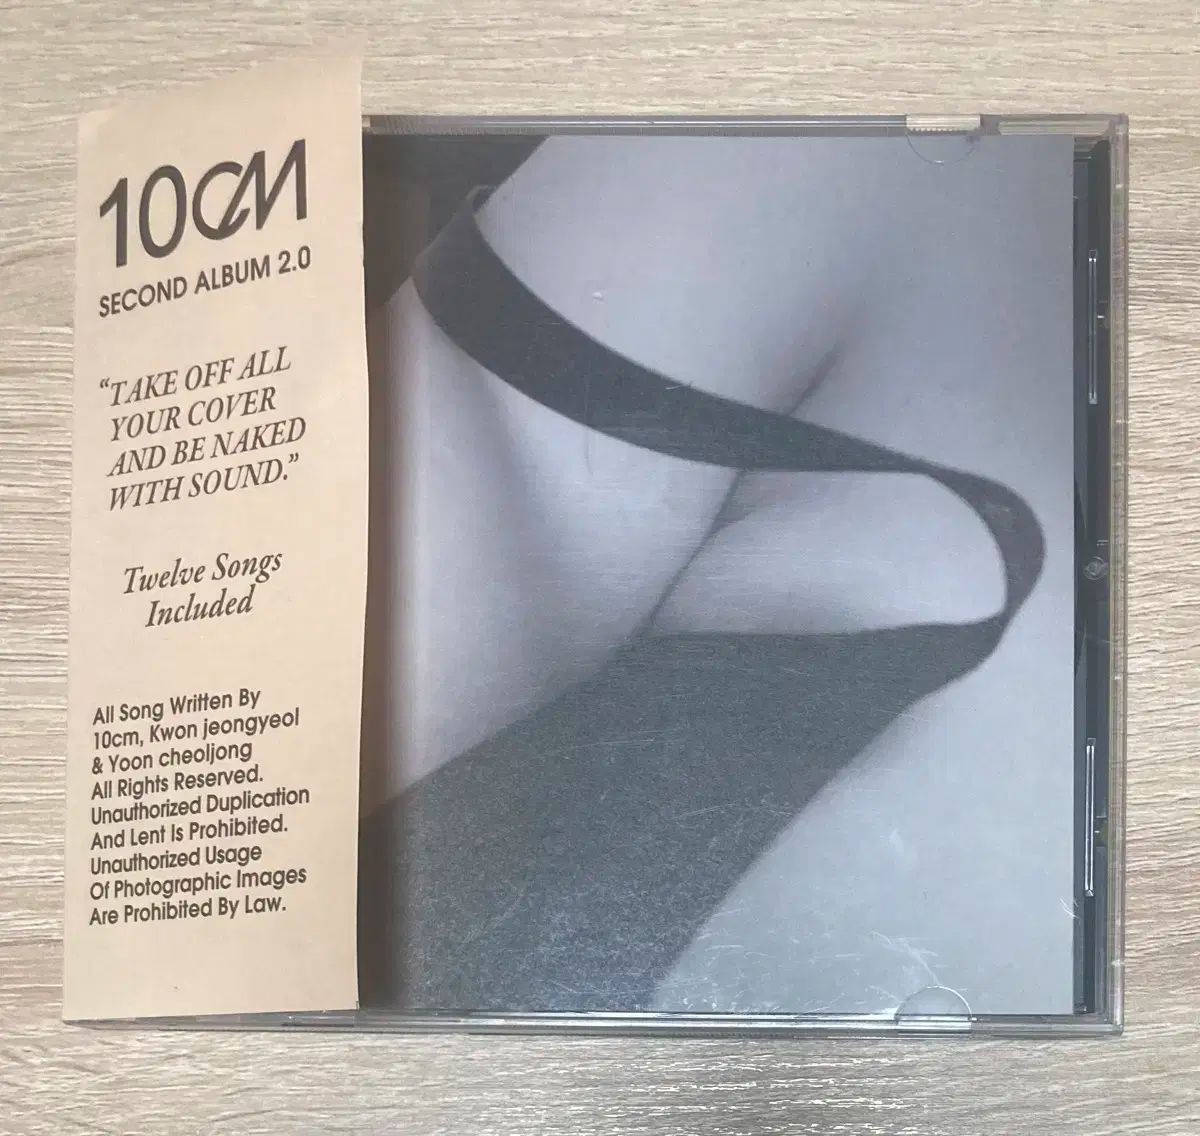 10CM
SECOND ALBUM 2.0
“TAKE OFF ALL
YOUR COVER
AND BE NAKED
WITH SOUND.”
Twelve Songs
Included
All Song Written By
10cm, Kwon jeongyeol
& Yoon cheoljong
All Rights Reserved.
Unauthorized Duplication
And Lent Is Prohibited.
Unauthorized Usage
Of Photographic Images
Are Prohibited By Law.